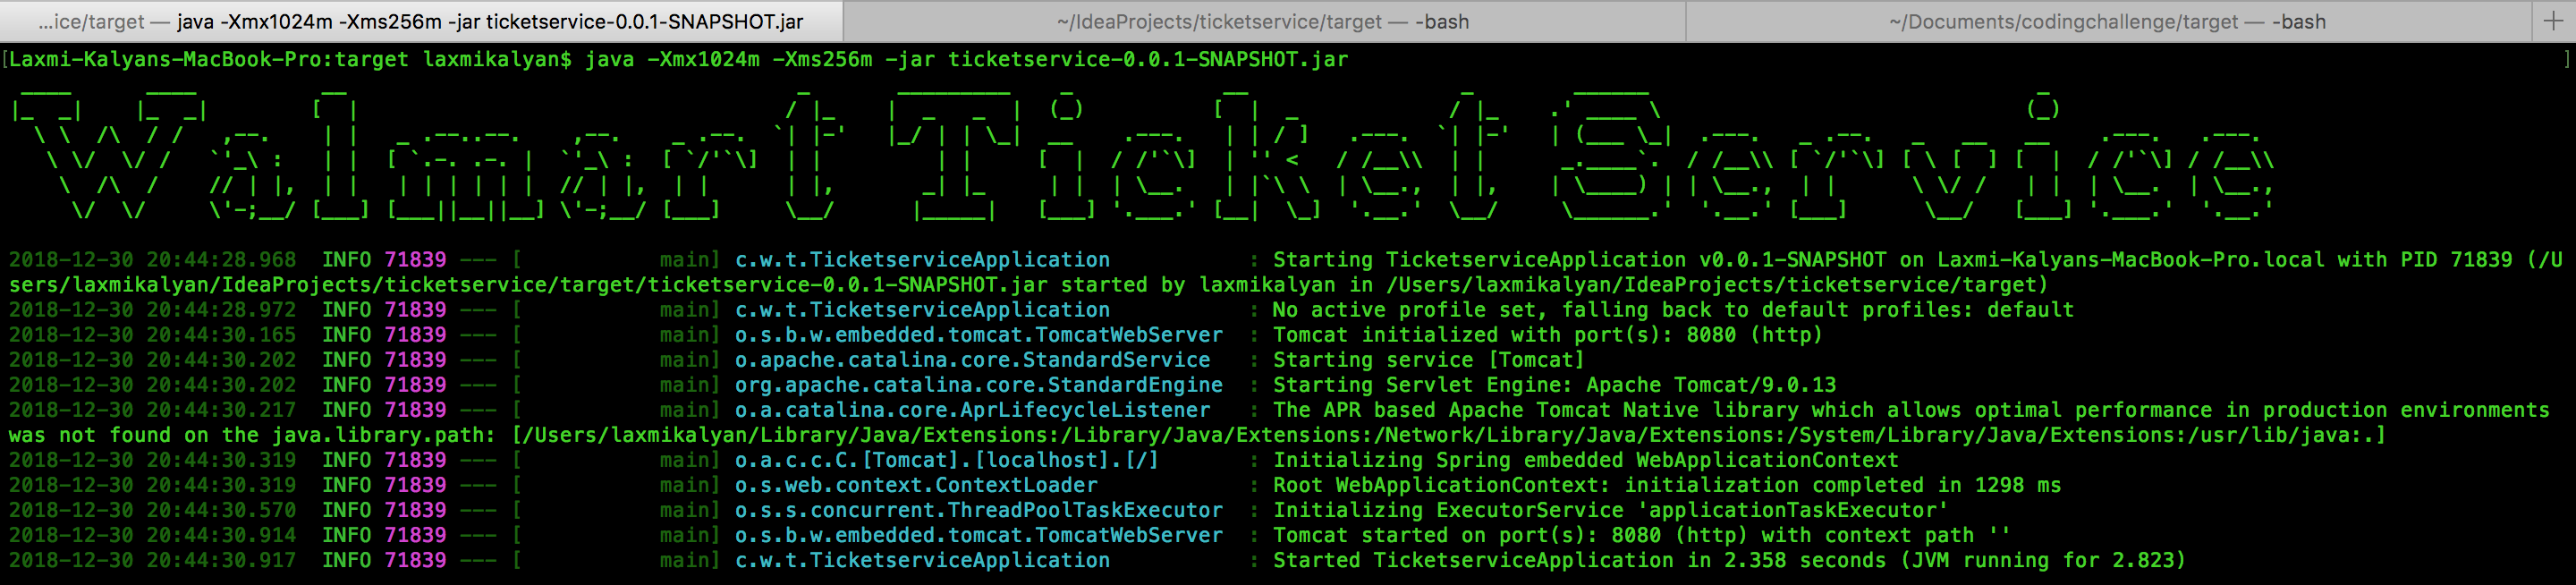 ...ice/target — java -Xmx1024m -Xms256m -jar ticketservice-0.0.1-SNAPSHOT.jar
~/IdeaProjects/ticketservice/target — -bash
~/Documents/codingchallenge/target — -bash
+
[Laxmi-Kalyans-MacBook-Pro:target laxmikalyan$ java -Xmx1024m -Xms256m -jar ticketservice-0.0.1-SNAPSHOT.jar ]
Walmart Ticket Service
2018-12-30 20:44:28.968  INFO 71839 --- [           main] c.w.t.TicketserviceApplication           : Starting TicketserviceApplication v0.0.1-SNAPSHOT on Laxmi-Kalyans-MacBook-Pro.local with PID 71839 (/U
sers/laxmikalyan/IdeaProjects/ticketservice/target/ticketservice-0.0.1-SNAPSHOT.jar started by laxmikalyan in /Users/laxmikalyan/IdeaProjects/ticketservice/target)
2018-12-30 20:44:28.972  INFO 71839 --- [           main] c.w.t.TicketserviceApplication           : No active profile set, falling back to default profiles: default
2018-12-30 20:44:30.165  INFO 71839 --- [           main] o.s.b.w.embedded.tomcat.TomcatWebServer  : Tomcat initialized with port(s): 8080 (http)
2018-12-30 20:44:30.202  INFO 71839 --- [           main] o.apache.catalina.core.StandardService   : Starting service [Tomcat]
2018-12-30 20:44:30.202  INFO 71839 --- [           main] org.apache.catalina.core.StandardEngine  : Starting Servlet Engine: Apache Tomcat/9.0.13
2018-12-30 20:44:30.217  INFO 71839 --- [           main] o.a.catalina.core.AprLifecycleListener   : The APR based Apache Tomcat Native library which allows optimal performance in production environments
was not found on the java.library.path: [/Users/laxmikalyan/Library/Java/Extensions:/Library/Java/Extensions:/Network/Library/Java/Extensions:/System/Library/Java/Extensions:/usr/lib/java:.]
2018-12-30 20:44:30.319  INFO 71839 --- [           main] o.a.c.c.C.[Tomcat].[localhost].[/]       : Initializing Spring embedded WebApplicationContext
2018-12-30 20:44:30.319  INFO 71839 --- [           main] o.s.web.context.ContextLoader            : Root WebApplicationContext: initialization completed in 1298 ms
2018-12-30 20:44:30.570  INFO 71839 --- [           main] o.s.s.concurrent.ThreadPoolTaskExecutor  : Initializing ExecutorService 'applicationTaskExecutor'
2018-12-30 20:44:30.914  INFO 71839 --- [           main] o.s.b.w.embedded.tomcat.TomcatWebServer  : Tomcat started on port(s): 8080 (http) with context path ''
2018-12-30 20:44:30.917  INFO 71839 --- [           main] c.w.t.TicketserviceApplication           : Started TicketserviceApplication in 2.358 seconds (JVM running for 2.823)